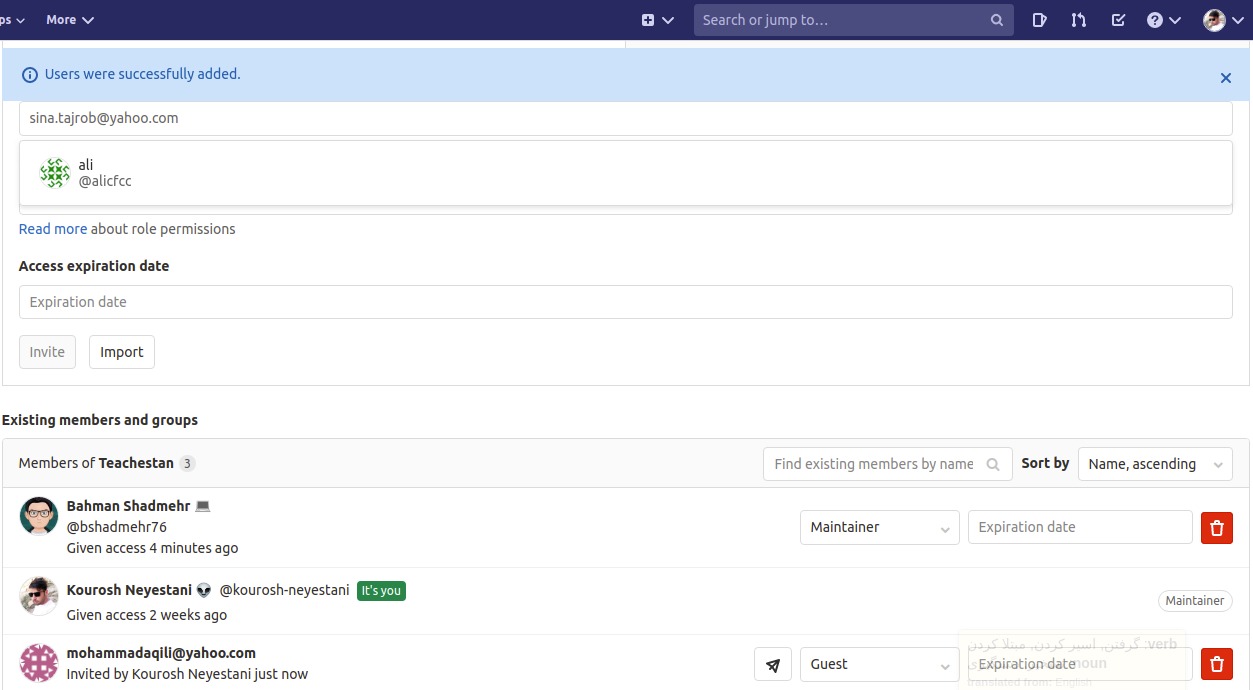 ps
More
Search or jump to…
Users were successfully added.
sina.tajrob@yahoo.com
ali
@alicfcc
Read more about role permissions
Access expiration date
Expiration date
Invite Import
Existing members and groups
Members of Teachestan 3
Find existing members by name
Sort by Name, ascending
Bahman Shadmehr
@bshadmehr76
Given access 4 minutes ago
Maintainer
Expiration date
Kourosh Neyestani @kourosh-neyestani It's you
Given access 2 weeks ago
Maintainer
mohammadaqili@yahoo.com
Invited by Kourosh Neyestani just now
Guest
Expiration date
verb: گرفتن, اسیر کردن, مبتلا کردن
noun
translated from: English